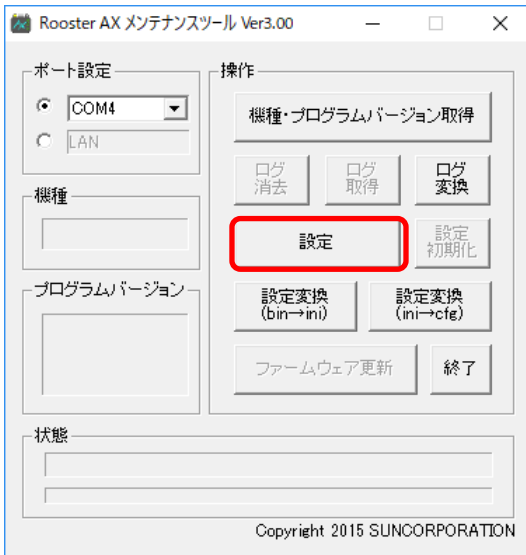 Rooster AX メンテナンスツール Ver3.00
ポート設定
COM4
LAN
機種
プログラムバージョン
操作
機種・プログラムバージョン取得
ログ
消去
ログ
取得
ログ
変換
設定
設定
初期化
設定変換
(bin→ini)
設定変換
(ini→cfg)
ファームウェア更新
終了
状態
Copyright 2015 SUNCORPORATION